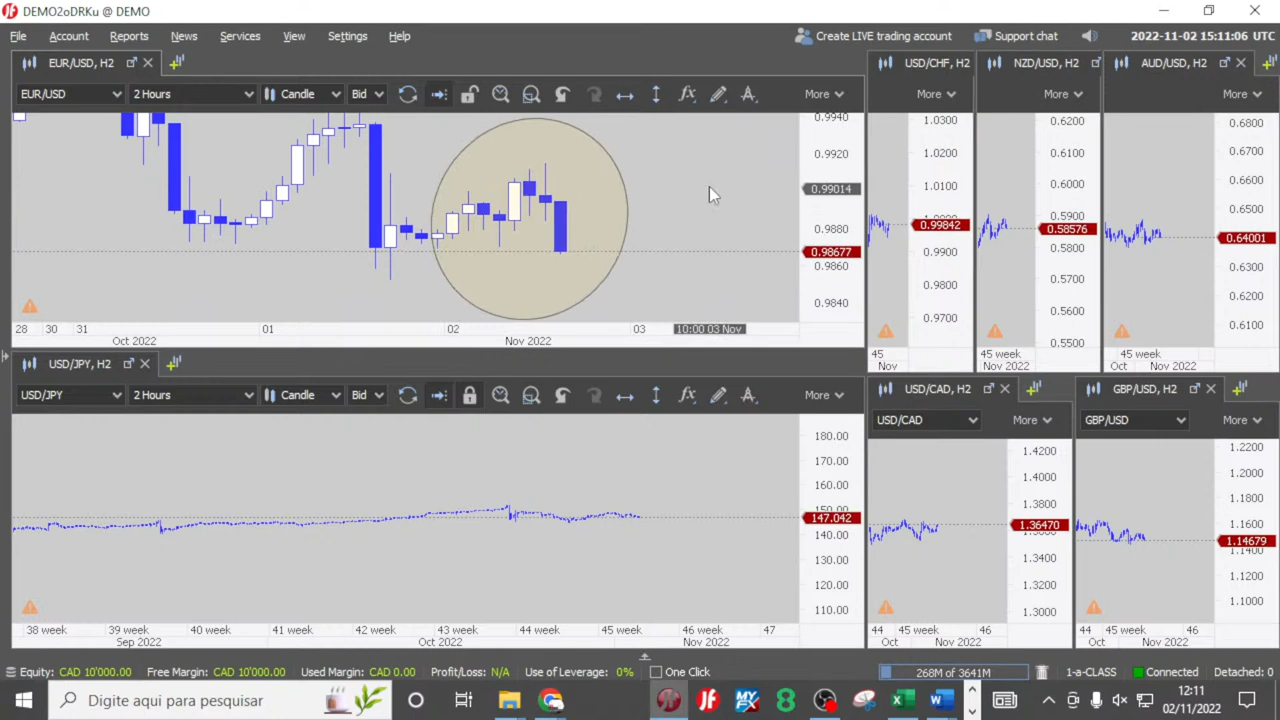 DEMO2oDRKu @ DEMO
File Account Reports News Services View Settings Help Create LIVE trading account Support chat 2022-11-02 15:11:06 UTC
EUR/USD, H2
EUR/USD 2 Hours Candle Bid More
0.9940
0.9920
0.99014
0.9880
0.98677
0.9860
0.9840
28 30 31 01 02 03 10:00 03 Nov
Oct 2022 Nov 2022
USD/CHF, H2
More
1.0300
1.0200
1.0100
0.99842
0.9900
0.9800
0.9700
45
Nov
NZD/USD, H2
More
0.6200
0.6100
0.6000
0.5900
0.58576
0.5800
0.5700
0.5600
0.5500
45 week
Nov 2022
AUD/USD, H2
More
0.6800
0.6700
0.6600
0.6500
0.64001
0.6300
0.6200
0.6100
45 week
Oct Nov 2022
USD/JPY, H2
USD/JPY 2 Hours Candle Bid More
180.00
170.00
160.00
150.00
147.042
140.00
130.00
120.00
110.00
38 week 39 week 40 week 41 week 42 week 43 week 44 week 45 week 46 week 47
Sep 2022 Oct 2022 Nov 2022
USD/CAD, H2
USD/CAD More
1.4200
1.4000
1.3800
1.36470
1.3400
1.3200
1.3000
44 45 week 46
Oct Nov 2022
GBP/USD, H2
GBP/USD More
1.2200
1.2000
1.1800
1.1600
1.14679
1.1400
1.1200
1.1000
44 45 week 46
Oct Nov 2022
Equity: CAD 10'000.00 Free Margin: CAD 10'000.00 Used Margin: CAD 0.00 Profit/Loss: N/A Use of Leverage: 0% One Click 268M of 3641M 1-a-CLASS Connected Detached: 0
Digite aqui para pesquisar
12:11
02/11/2022